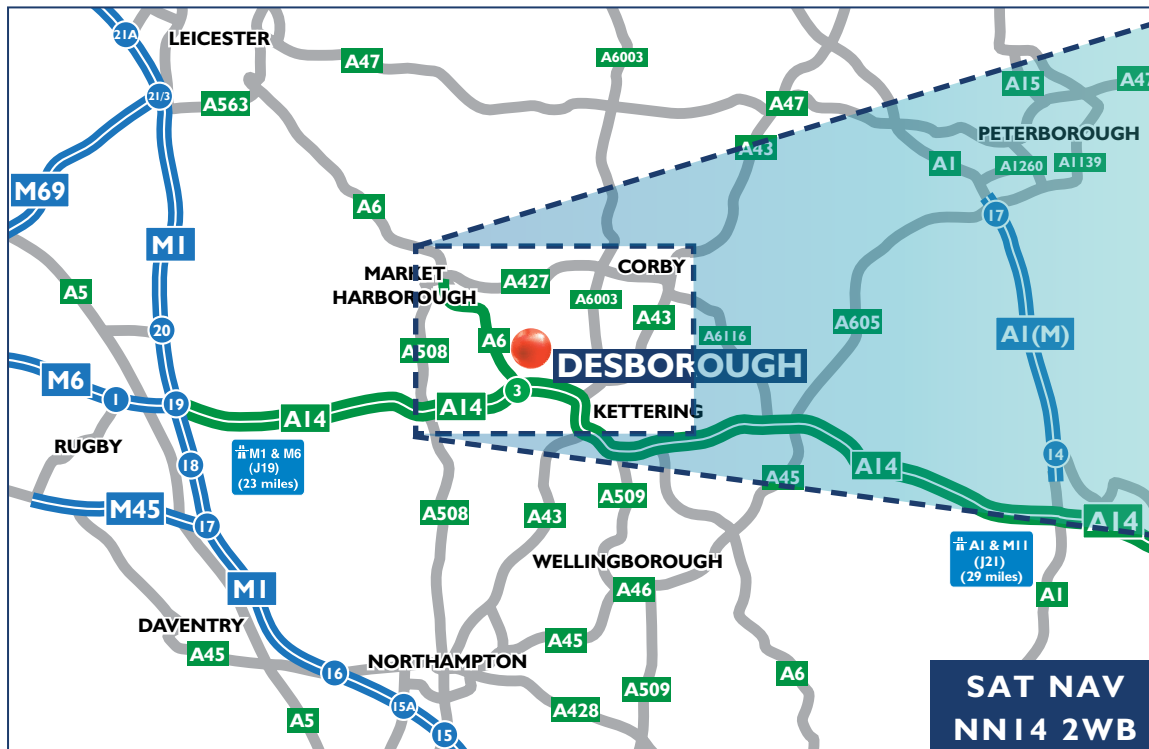 21A
LEICESTER
A47
A6003
A15
A47
21/3
A563
A47
PETERBOROUGH
A43
A1
A1260
A1139
M69
A6
17
M1
MARKET
HARBOROUGH
A427
CORBY
A5
A6003
A43
A605
A1(M)
20
A508
A6
A6116
DESBOROUGH
M6
1
19
A14
A14
3
KETTERING
RUGBY
M1 & M6
(J19)
(23 miles)
18
14
A14
A45
M45
17
A508
A43
A509
A14
A1 & M11
(J21)
(29 miles)
WELLINGBOROUGH
M1
A46
A1
DAVENTRY
A45
A45
NORTHAMPTON
16
A6
15A
A509
A428
A5
15
SAT NAV
NN14 2WB